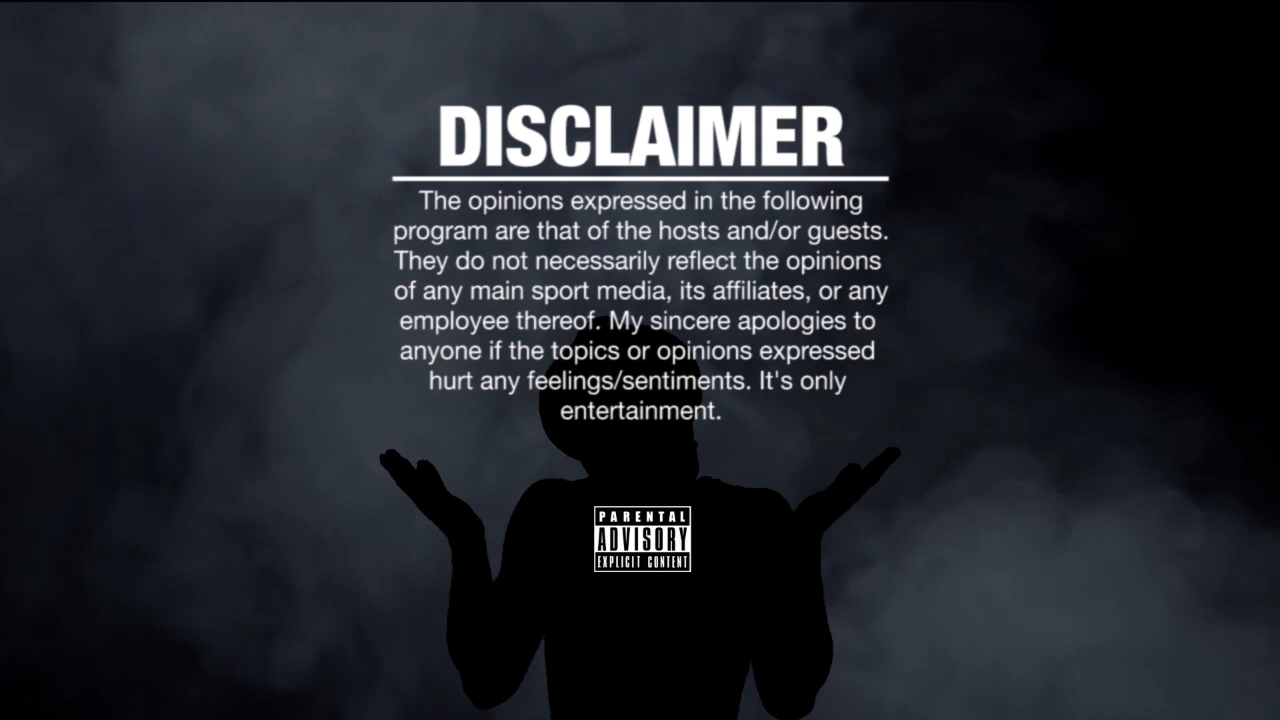 DISCLAIMER
The opinions expressed in the following
program are that of the hosts and/or guests.
They do not necessarily reflect the opinions
of any main sport media, its affiliates, or any
employee thereof. My sincere apologies to
anyone if the topics or opinions expressed
hurt any feelings/sentiments. It's only
entertainment.
PARENTAL
ADVISORY
EXPLICIT CONTENT